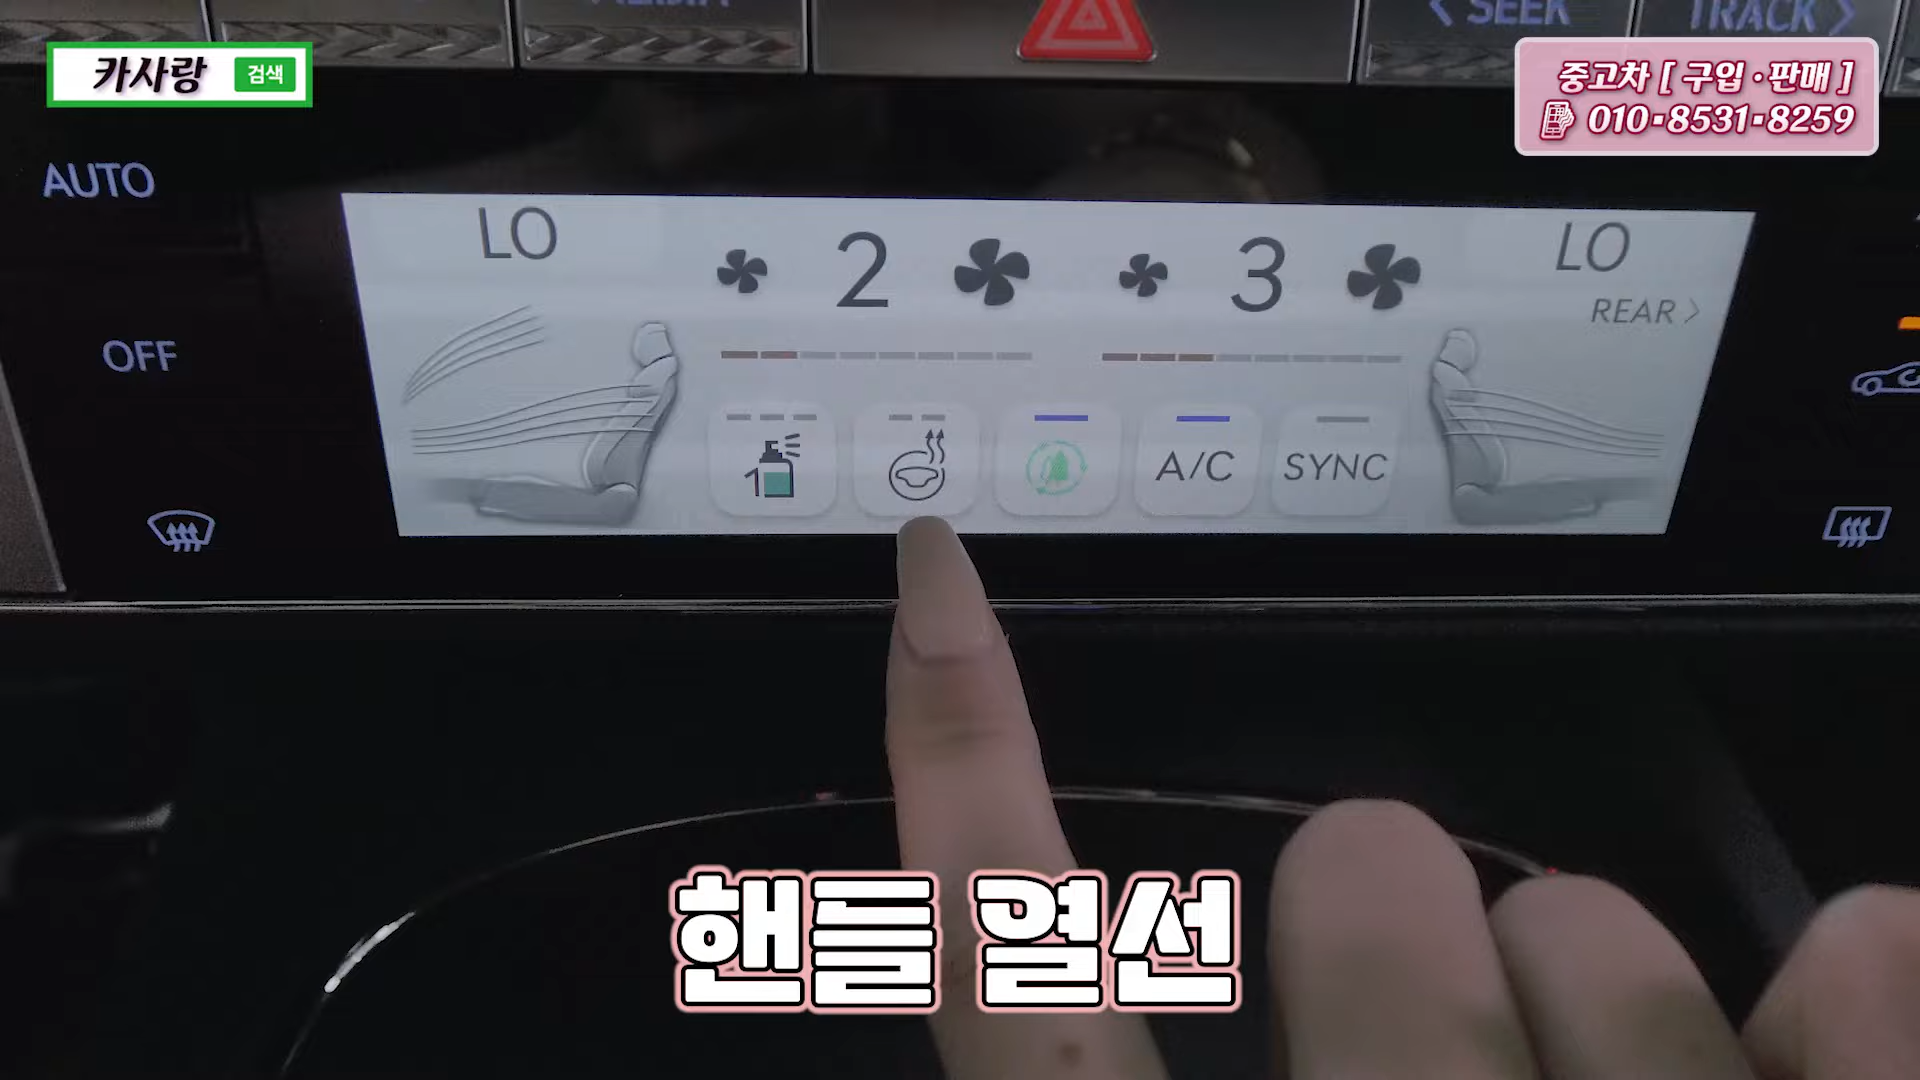 < SEEK
TRACK >
카사랑 검색
중고차 [ 구입·판매 ]
010·8531·8259
AUTO
LO
2
3
LO
REAR >
OFF
1
A/C
SYNC
핸들 열선